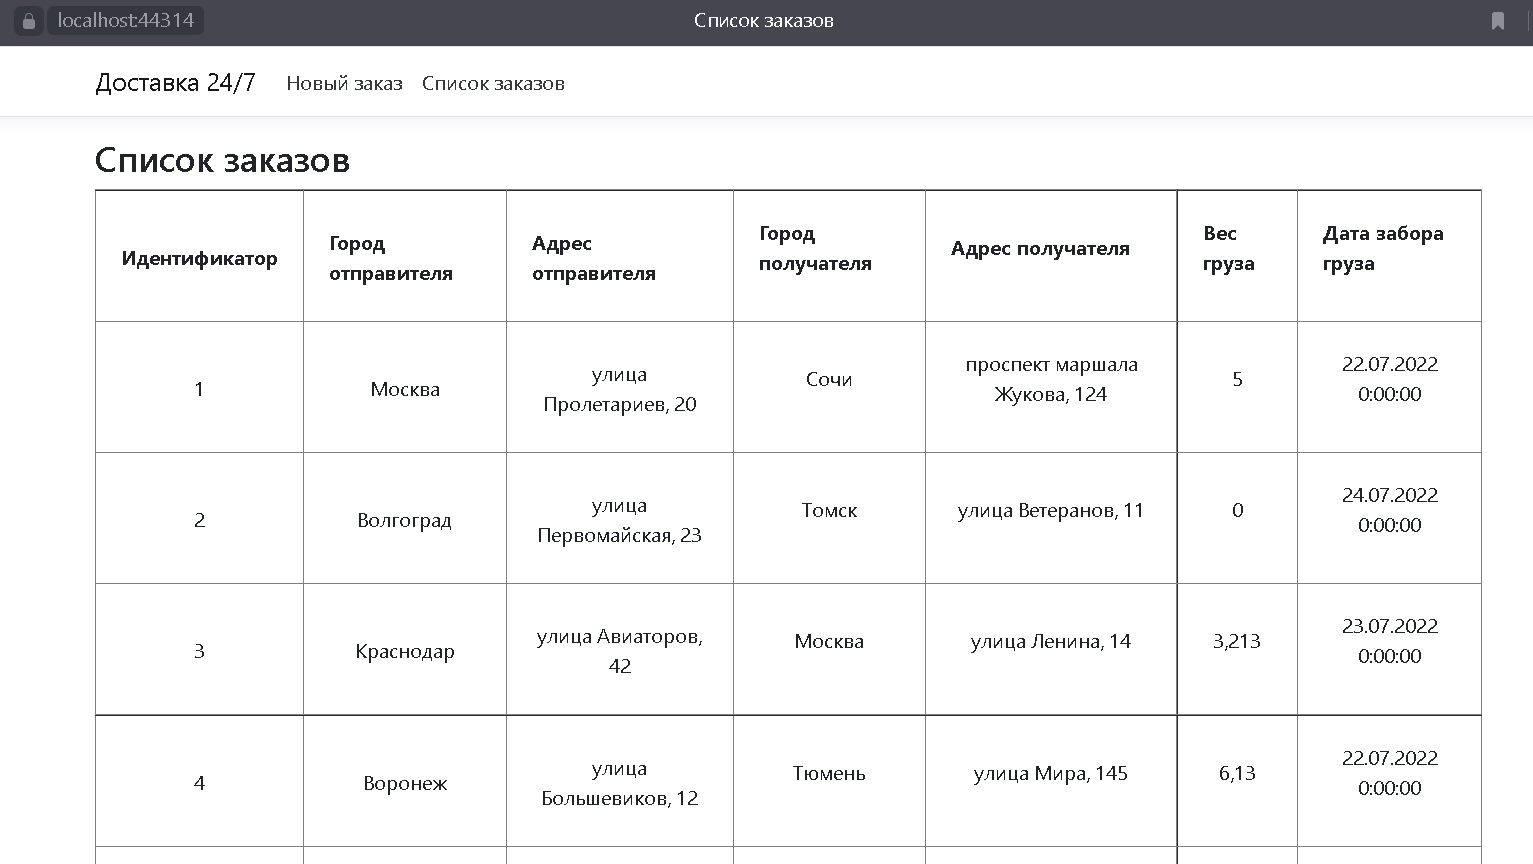 localhost:44314
Список заказов
Доставка 24/7 Новый заказ Список заказов
Список заказов
Идентификатор
Город
отправителя
Адрес
отправителя
Город
получателя
Адрес получателя
Вес
груза
Дата забора
груза
1
Москва
улица
Пролетариев, 20
Сочи
проспект маршала
Жукова, 124
5
22.07.2022
0:00:00
2
Волгоград
улица
Первомайская, 23
Томск
улица Ветеранов, 11
0
24.07.2022
0:00:00
3
Краснодар
улица Авиаторов,
42
Москва
улица Ленина, 14
3,213
23.07.2022
0:00:00
4
Воронеж
улица
Большевиков, 12
Тюмень
улица Мира, 145
6,13
22.07.2022
0:00:00